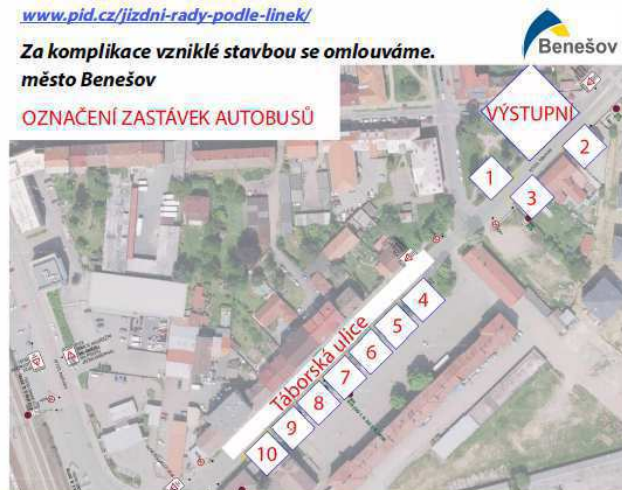 www.pid.cz/jizdni-rady-podle-linek/
Za komplikace vzniklé stavbou se omlouváme.
město Benešov
Benešov
OZNAČENÍ ZASTÁVEK AUTOBUSŮ
VÝSTUPNÍ
2
1
3
4
5
6
7
8
9
10
Táborská ulice